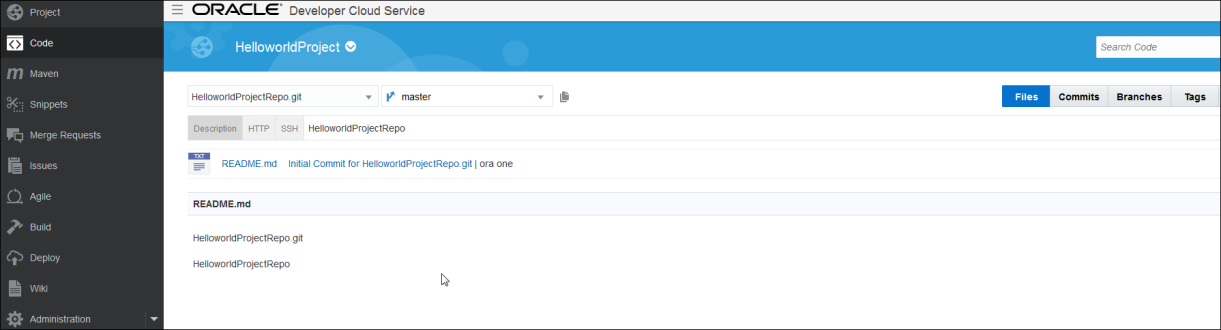 Project
Code
Maven
Snippets
Merge Requests
Issues
Agile
Build
Deploy
Wiki
Administration
ORACLE® Developer Cloud Service
HelloworldProject
Search Code
HelloworldProjectRepo.git master
Files Commits Branches Tags
Description HTTP SSH HelloworldProjectRepo
TXT README.md Initial Commit for HelloworldProjectRepo.git | ora one
README.md
HelloworldProjectRepo.git
HelloworldProjectRepo